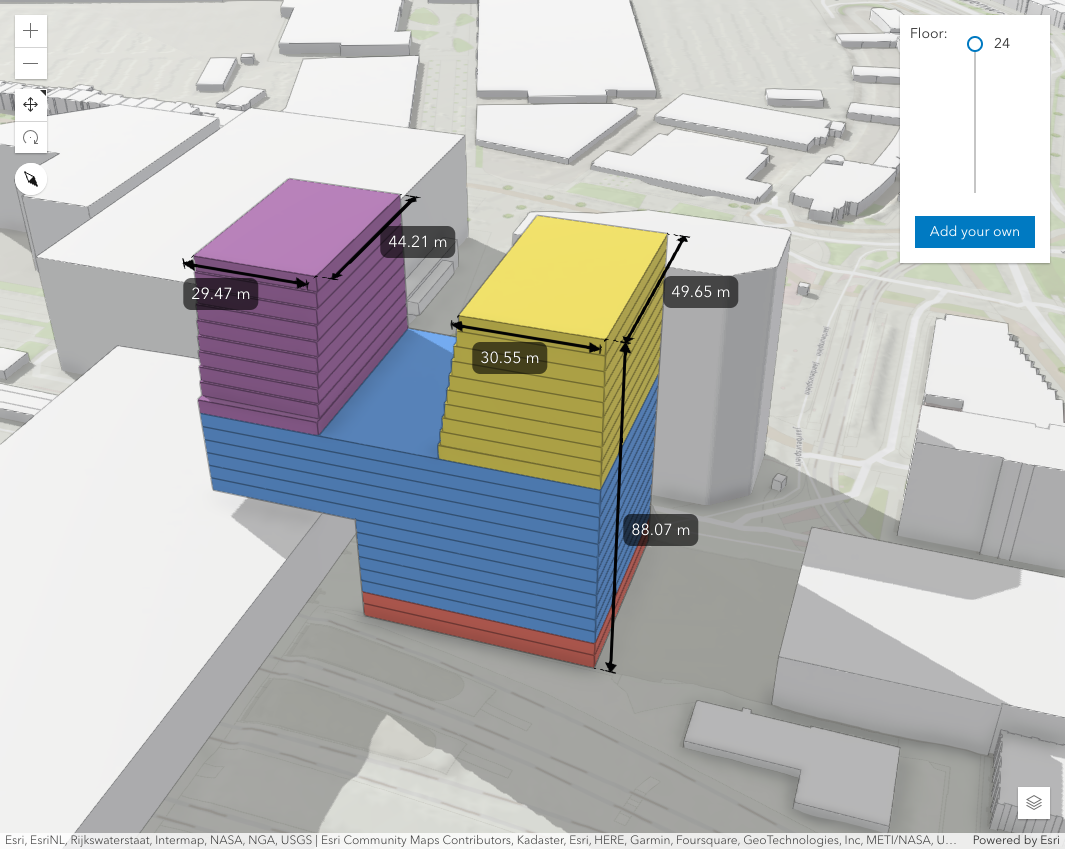 Floor:
24
Add your own
44.21 m
29.47 m
49.65 m
30.55 m
88.07 m
Esri, EsriNL, Rijkswaterstaat, Intermap, NASA, NGA, USGS | Esri Community Maps Contributors, Kadaster, Esri, HERE, Garmin, Foursquare, GeoTechnologies, Inc, METI/NASA, U...
Powered by Esri